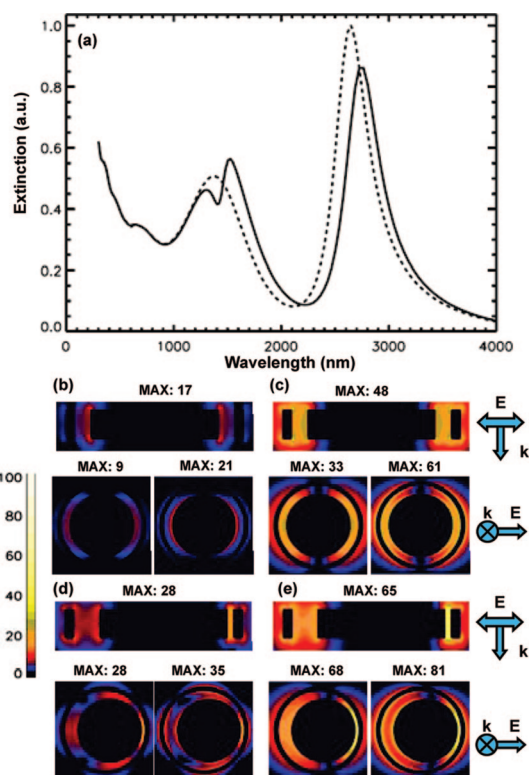 (a)
Extinction (a.u.)
1.0
0.8
0.6
0.4
0.2
0.0
0 1000 2000 3000 4000
Wavelength (nm)
(b) (c)
MAX: 17 MAX: 48
E
k
MAX: 9 MAX: 21 MAX: 33 MAX: 61
k E
100
80
60
40
20
0
(d) (e)
MAX: 28 MAX: 65
E
k
MAX: 28 MAX: 35 MAX: 68 MAX: 81
k E